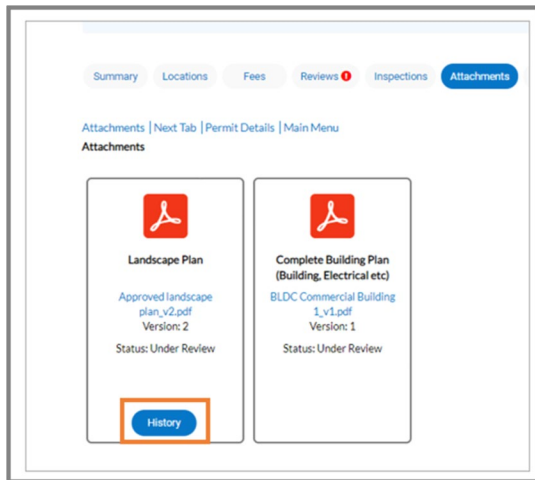 Summary Locations Fees Reviews Inspections Attachments
Attachments | Next Tab | Permit Details | Main Menu
Attachments
Landscape Plan
Approved landscape
plan_v2.pdf
Version: 2
Status: Under Review
History
Complete Building Plan
(Building, Electrical etc)
BLDC Commercial Building
1_v1.pdf
Version: 1
Status: Under Review